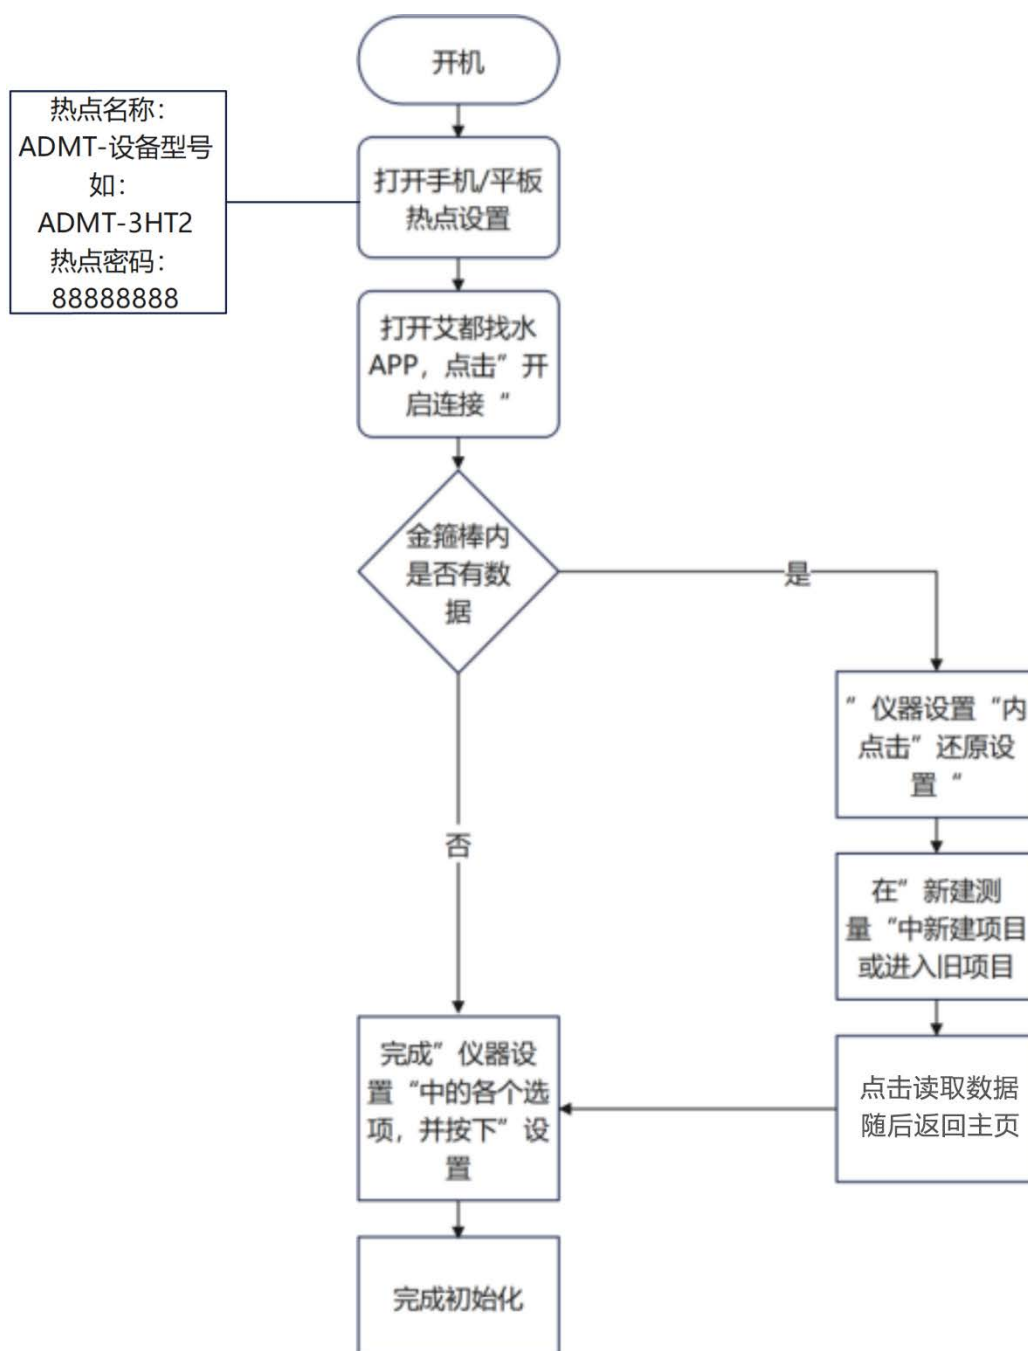 开机
热点名称：
ADMT-设备型号
如：
ADMT-3HT2
热点密码：
88888888
打开手机/平板
热点设置
打开艾都找水
APP，点击”开
启连接“
金箍棒内
是否有数
据
是
”仪器设置“内
点击”还原设
置“
否
在”新建测
量“中新建项目
或进入旧项目
完成”仪器设
置“中的各个选
项，并按下”设
置
点击读取数据
随后返回主页
完成初始化